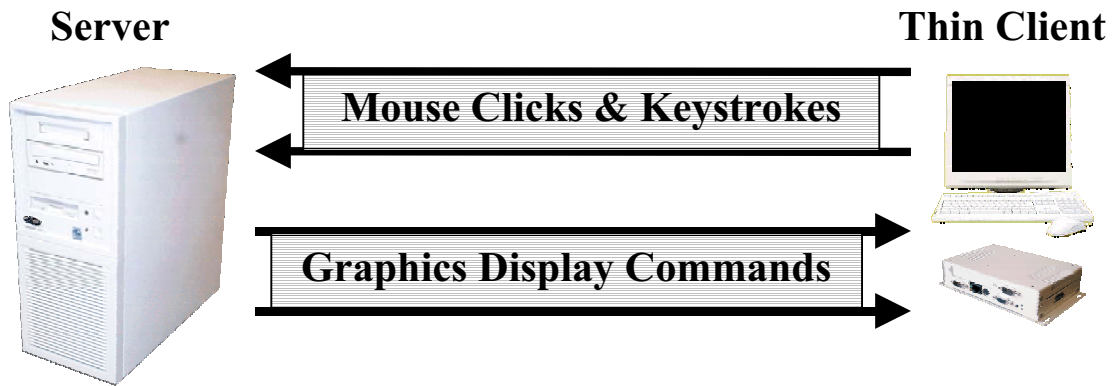 Server
Thin Client
Mouse Clicks & Keystrokes
Graphics Display Commands